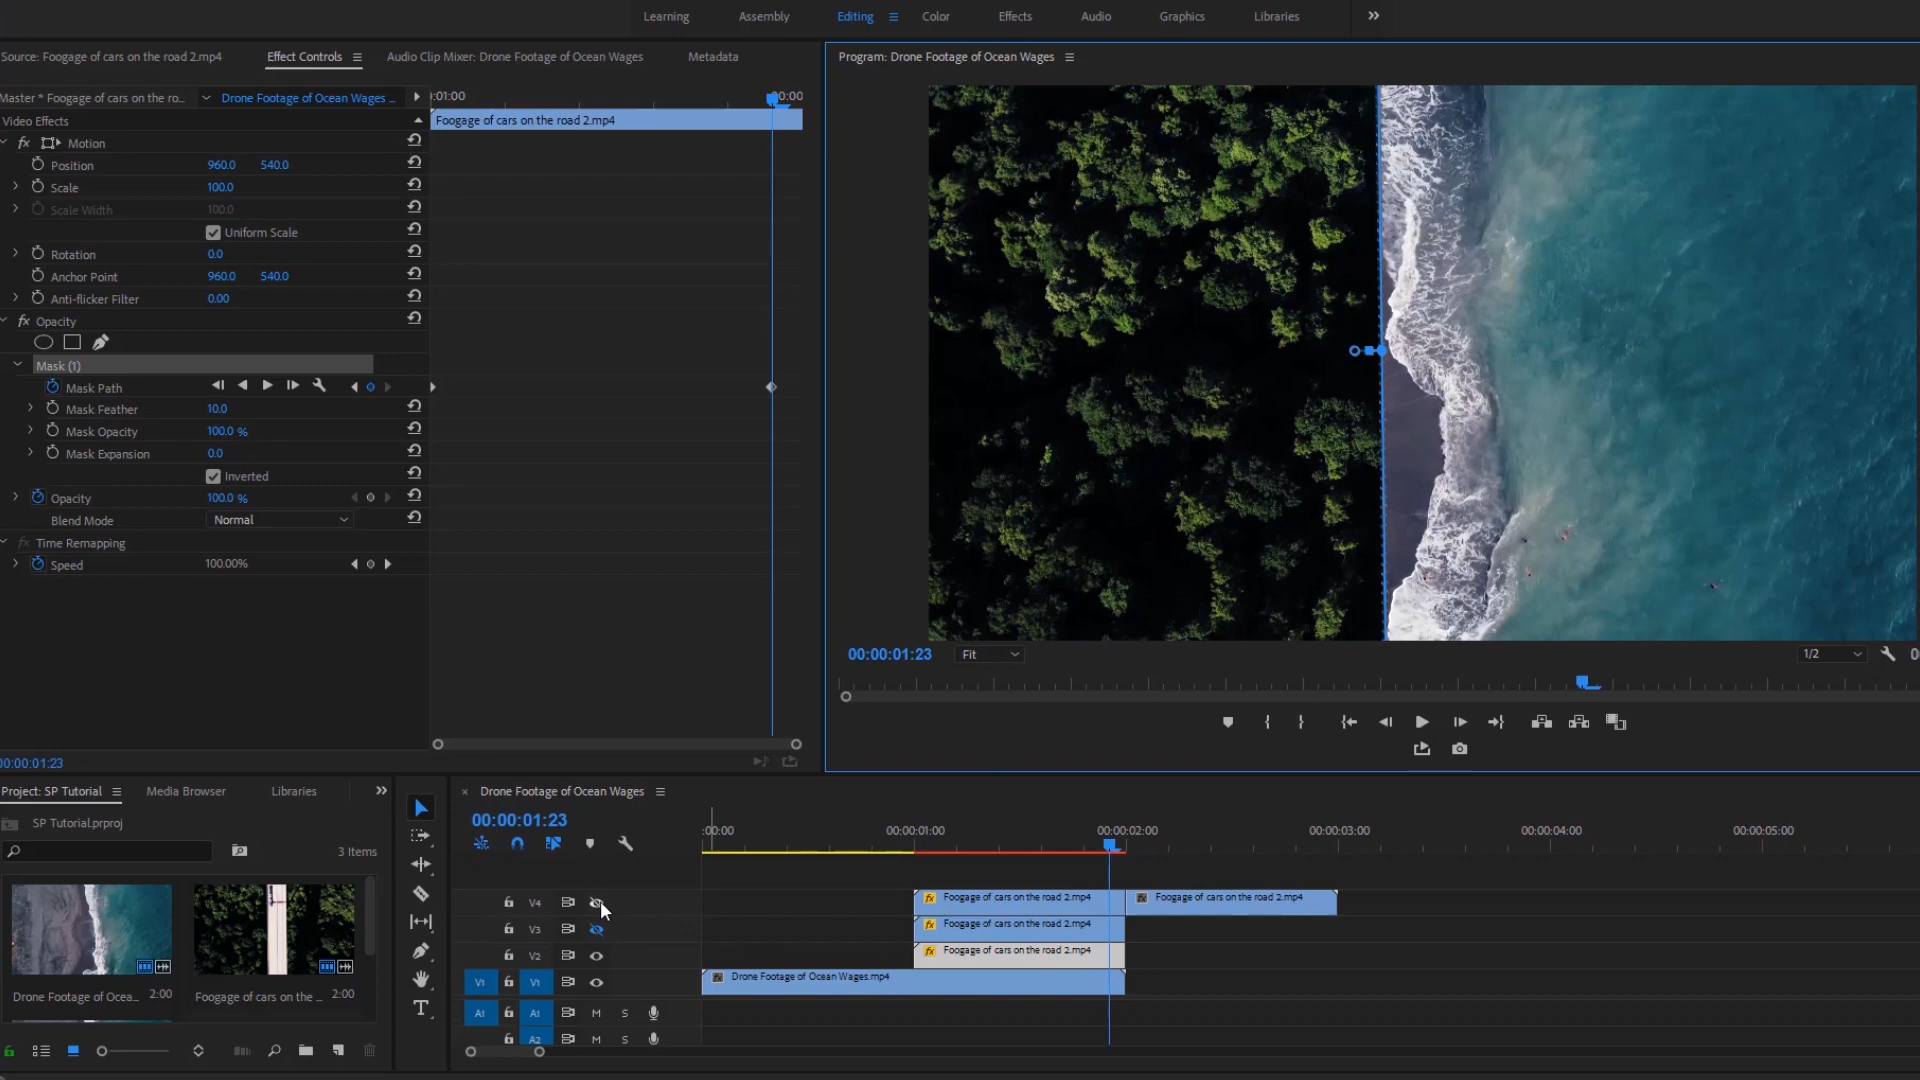 Learning Assembly Editing Color Effects Audio Graphics Libraries
Source: Foogage of cars on the road 2.mp4 Effect Controls Audio Clip Mixer: Drone Footage of Ocean Wages Metadata
Program: Drone Footage of Ocean Wages
Master * Foogage of cars on the ro... Drone Footage of Ocean Wages ... :01:00 00:00
Video Effects
Foogage of cars on the road 2.mp4
fx Motion
Position 960.0 540.0
Scale 100.0
Scale Width 100.0
Uniform Scale
Rotation 0.0
Anchor Point 960.0 540.0
Anti-flicker Filter 0.00
fx Opacity
Mask (1)
Mask Path
Mask Feather 10.0
Mask Opacity 100.0 %
Mask Expansion 0.0
Inverted
Opacity 100.0 %
Blend Mode Normal
fx Time Remapping
Speed 100.00%
00:00:01:23 Fit 1/2
0:00:01:23
Project: SP Tutorial Media Browser Libraries
SP Tutorial.prproj
3 Items
Drone Footage of Ocea... 2:00 Foogage of cars on the ... 2:00
× Drone Footage of Ocean Wages
00:00:01:23
:00:00 00:00:01:00 00:00:02:00 00:00:03:00 00:00:04:00 00:00:05:00
V4 fx Foogage of cars on the road 2.mp4 fx Foogage of cars on the road 2.mp4
V3 fx Foogage of cars on the road 2.mp4
V2 fx Foogage of cars on the road 2.mp4
V1 V1 fx Drone Footage of Ocean Wages.mp4
A1 A1 M S
A2 M S